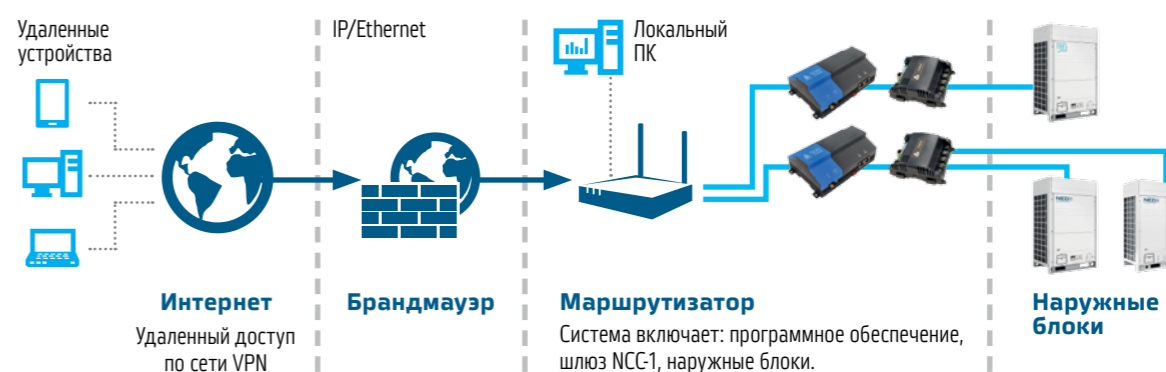 Удаленные
устройства
IP/Ethernet
Локальный
ПК
Интернет
Удаленный доступ
по сети VPN
Брандмауэр
Маршрутизатор
Система включает: программное обеспечение,
шлюз NCC-1, наружные блоки.
Наружные
блоки